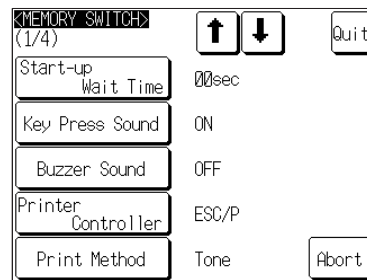 <MEMORY SWITCH>
(1/4)
Quit
Start-up
Wait Time
00sec
Key Press Sound
ON
Buzzer Sound
OFF
Printer
Controller
ESC/P
Print Method
Tone
Abort